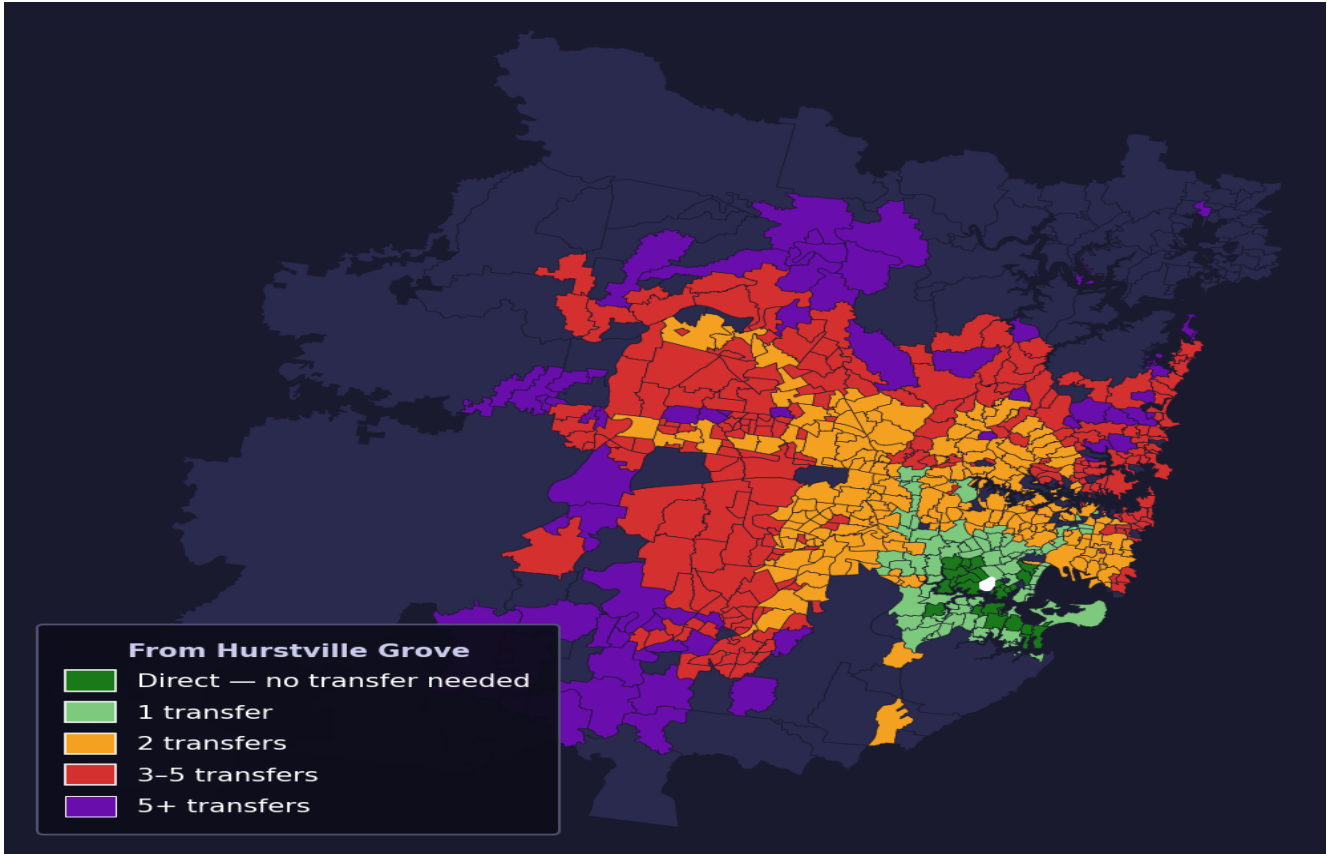 From Hurstville Grove
Direct — no transfer needed
1 transfer
2 transfers
3–5 transfers
5+ transfers